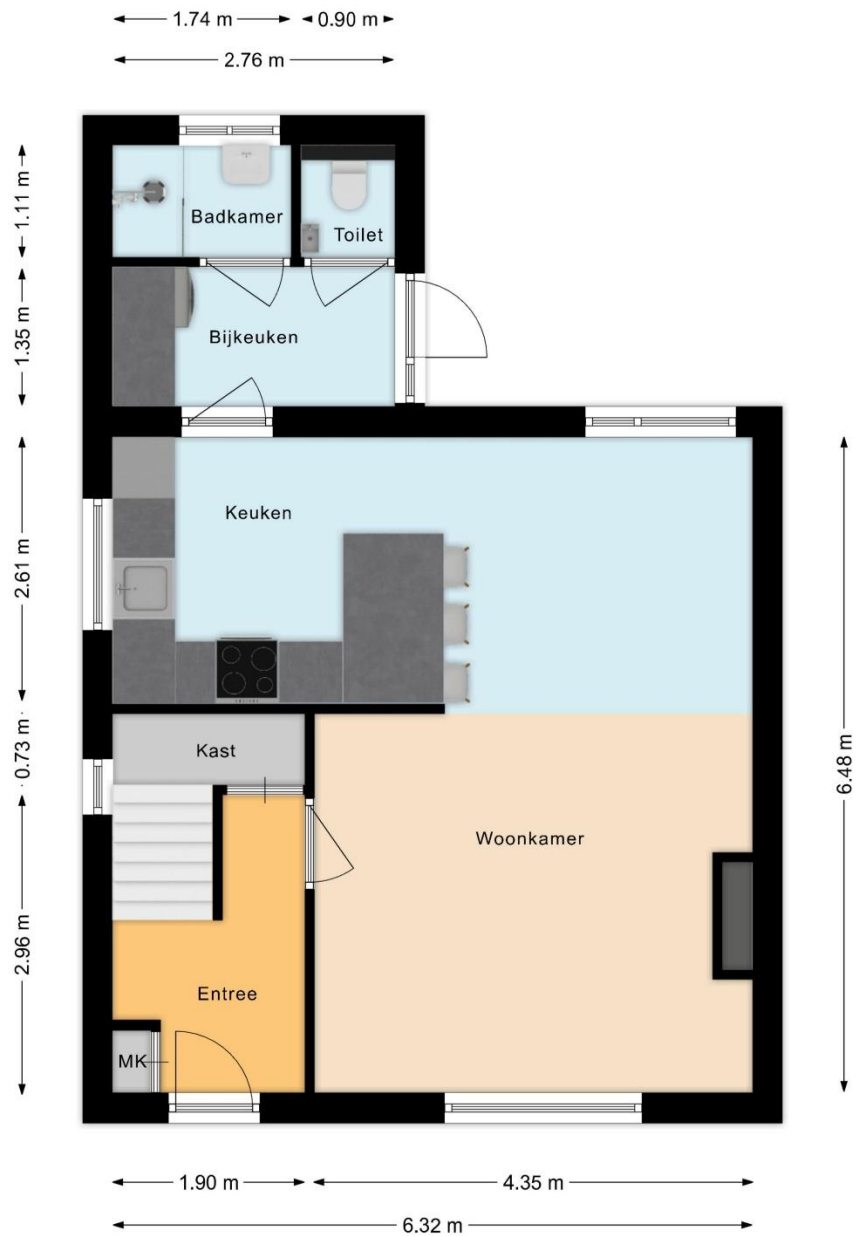 1.74 m
0.90 m
2.76 m
1.11 m
Badkamer
Toilet
1.35 m
Bijkeuken
2.61 m
Keuken
0.73 m
Kast
6.48 m
Woonkamer
2.96 m
Entree
MK
1.90 m
4.35 m
6.32 m